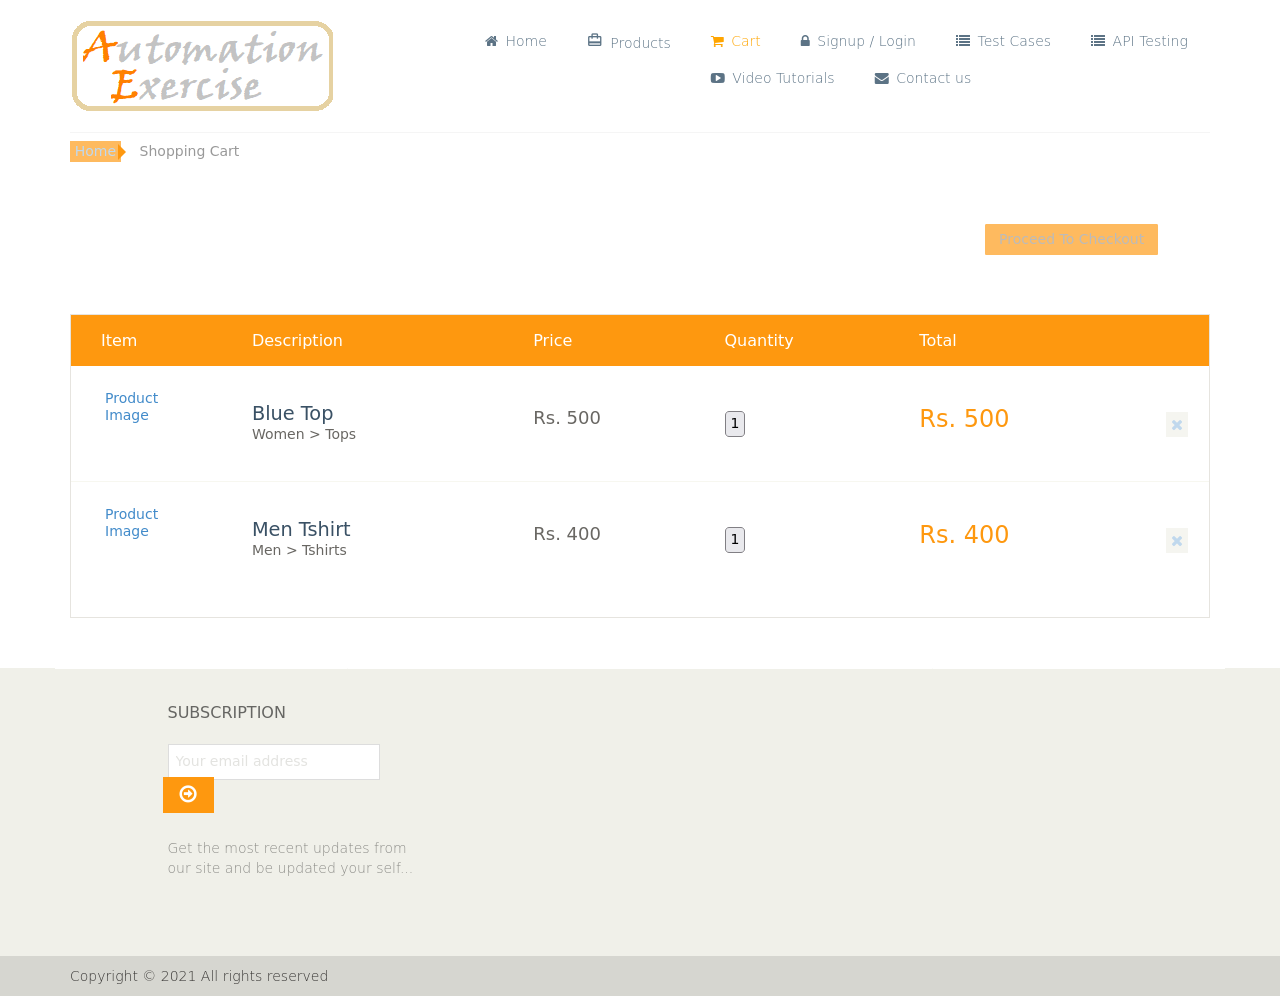 Automation
Exercise
Home
Products
Cart
Signup / Login
Test Cases
API Testing
Video Tutorials
Contact us
Home
Shopping Cart
Proceed To Checkout
Item Description Price Quantity Total
Product
Image
Blue Top
Women > Tops
Rs. 500
1
Rs. 500
Product
Image
Men Tshirt
Men > Tshirts
Rs. 400
1
Rs. 400
SUBSCRIPTION
Your email address
Get the most recent updates from
our site and be updated your self...
Copyright © 2021 All rights reserved